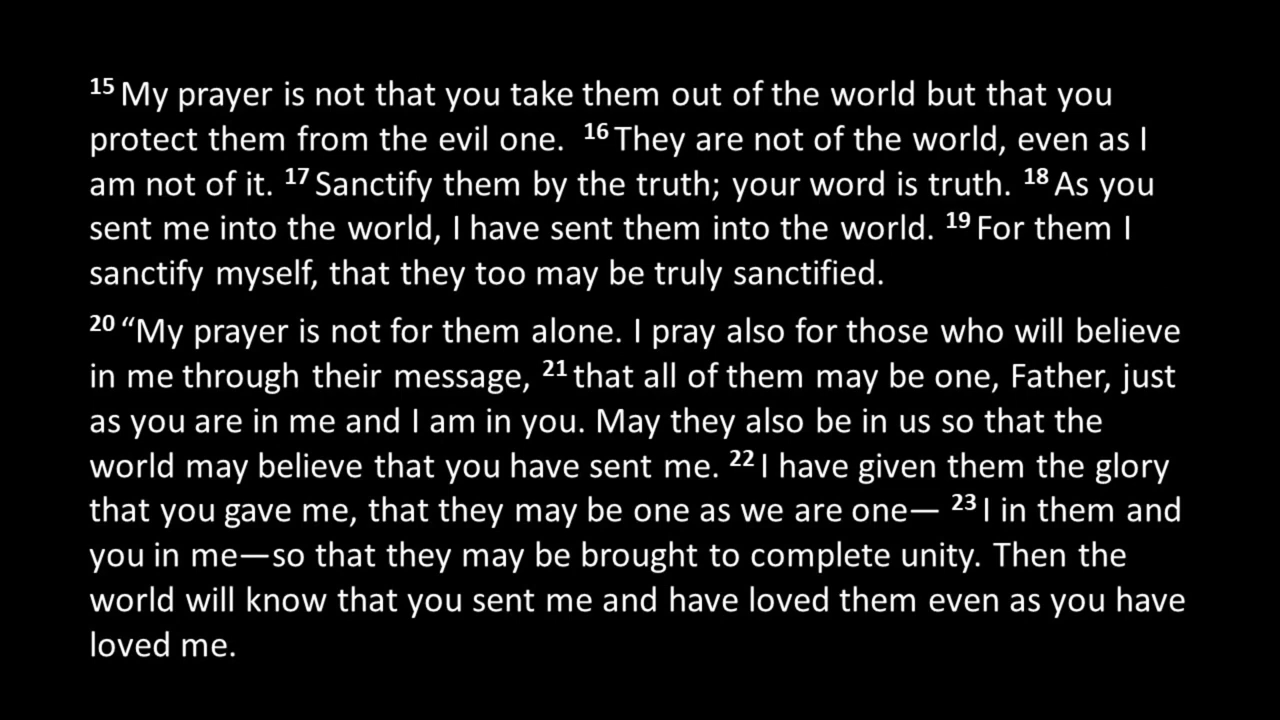 15 My prayer is not that you take them out of the world but that you
protect them from the evil one. 16 They are not of the world, even as I
am not of it. 17 Sanctify them by the truth; your word is truth. 18 As you
sent me into the world, I have sent them into the world. 19 For them I
sanctify myself, that they too may be truly sanctified.
20 “My prayer is not for them alone. I pray also for those who will believe
in me through their message, 21 that all of them may be one, Father, just
as you are in me and I am in you. May they also be in us so that the
world may believe that you have sent me. 22 I have given them the glory
that you gave me, that they may be one as we are one— 23 I in them and
you in me—so that they may be brought to complete unity. Then the
world will know that you sent me and have loved them even as you have
loved me.